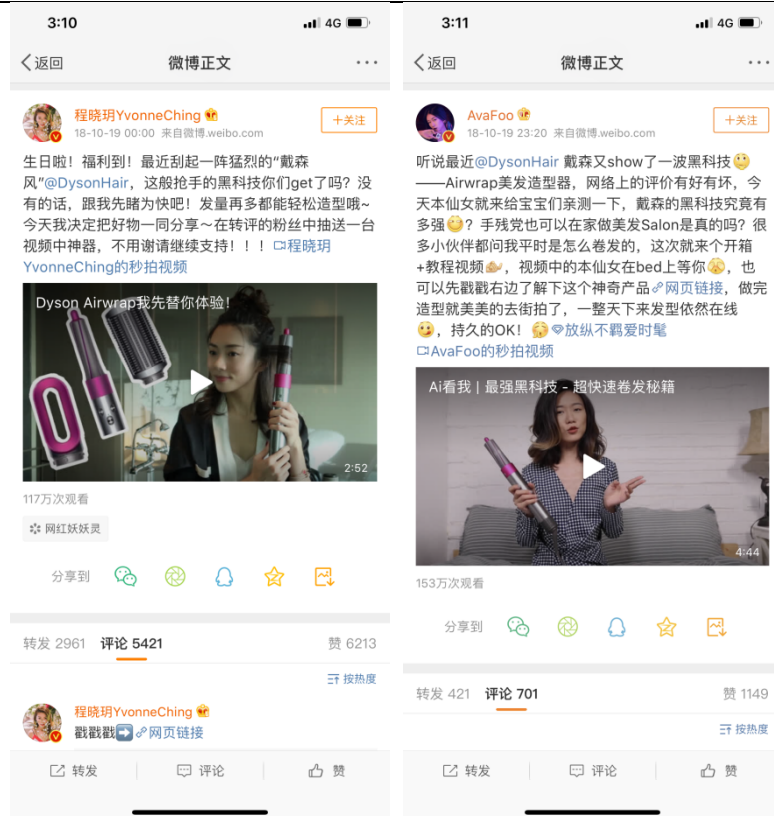 3:10
4G
返回
微博正文
程晓玥YvonneChing
18-10-19 00:00 来自微博.weibo.com
+关注
生日啦！福利到！最近刮起一阵猛烈的“戴森
风”@DysonHair，这般抢手的黑科技你们get了吗？没
有的话，跟我先睹为快吧！发量再多都能轻松造型哦~
今天我决定把好物一同分享～在转评的粉丝中抽送一台
视频中神器，不用谢请继续支持！！！程晓玥
YvonneChing的秒拍视频
Dyson Airwrap我先替你体验！
2:52
117万次观看
网红妖妖灵
分享到
转发 2961 评论 5421 赞 6213
按热度
程晓玥YvonneChing
戳戳戳➡网页链接
转发 评论 赞
3:11
4G
返回
微博正文
AvaFoo
18-10-19 23:20 来自微博.weibo.com
+关注
听说最近@DysonHair 戴森又show了一波黑科技
——Airwrap美发造型器，网络上的评价有好有坏，今
天本仙女就来给宝宝们亲测一下，戴森的黑科技究竟有
多强？手残党也可以在家做美发Salon是真的吗？很
多小伙伴都问我平时是怎么卷发的，这次就来个开箱
+教程视频，视频中的本仙女在bed上等你，也
可以先戳戳右边了解下这个神奇产品网页链接，做完
造型就美美的去街拍了，一整天下来发型依然在线
，持久的OK！放纵不羁爱时髦
AvaFoo的秒拍视频
Ai看我 | 最强黑科技 - 超快速卷发秘籍
4:44
153万次观看
分享到
转发 421 评论 701 赞 1149
按热度
转发 评论 赞